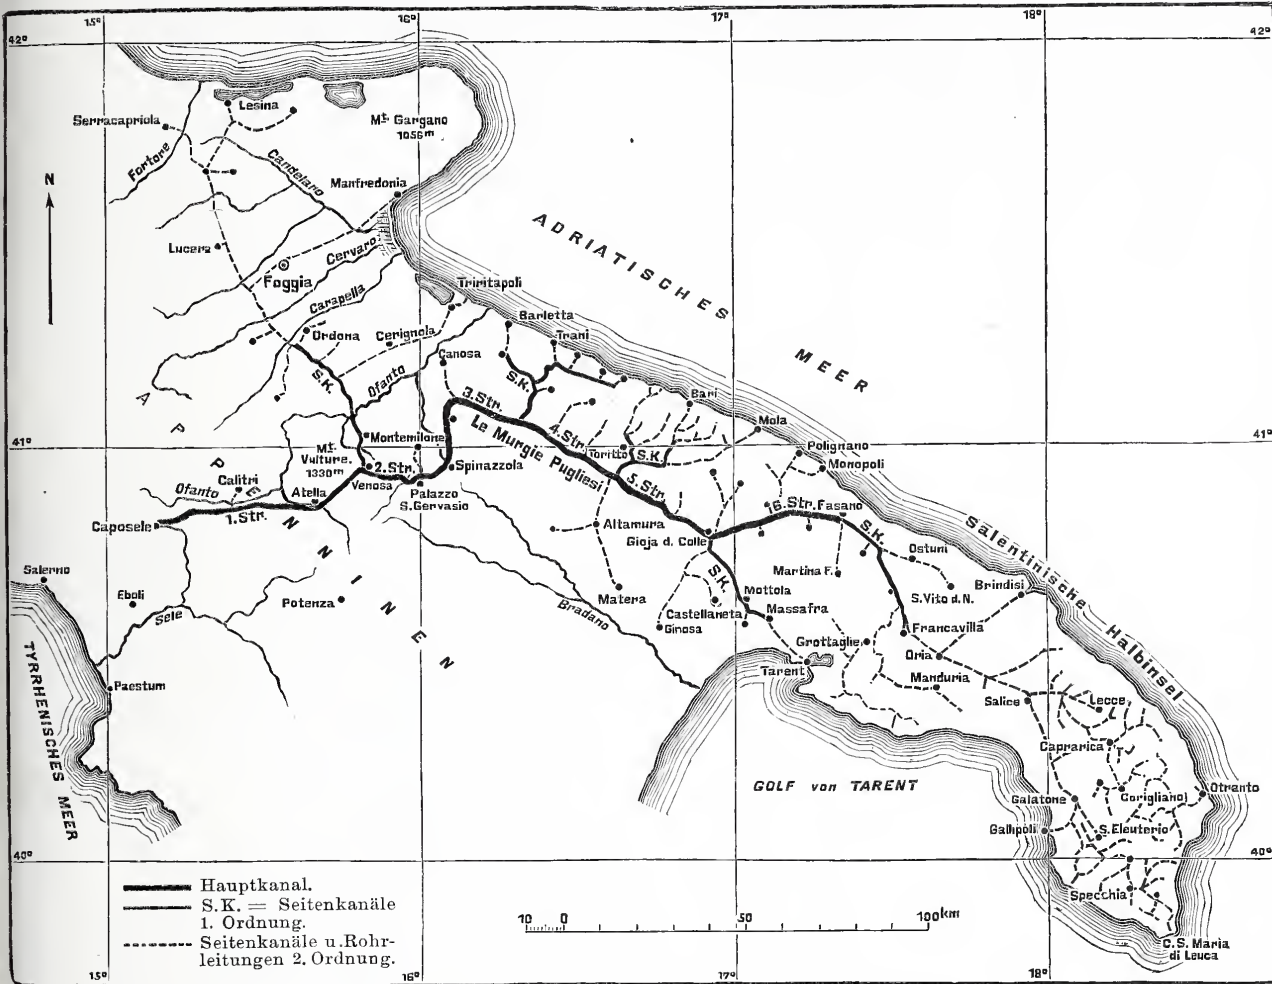 15° 16° 17° 18°
42° 42°
Lesina
Serracapriola
Mt. Gargano
1056m
Fortore
Candelaro
N
Manfredonia
Lucera
Cervaro
Foggia
ADRIATISCHES
MEER
Carapella
Trinitapoli
Ordona
Cerignola
Barletta
Trani
Canosa
S.K.
Ofanto
S.K.
3.Str.
Bari
Mola
Le Murgie Pugliesi
4.Str.
APPENNINEN
41° 41°
Montemilone
Mt.
Vulture.
1330m
2.Str.
Spinazzola
Toritto
S.K.
Polignano
Monopoli
Calitri
Ofanto
Atella
Venosa
Palazzo
S.Gervasio
5.Str.
Caposele
1.Str.
Altamura
Gioja d. Colle
6.Str.
Fasano
S.K.
Salentinische
Halbinsel
Ostuni
Salerno
Eboli
Potenza
Sele
Matera
Bradano
S.K.
Martina F.
Mottola
S.Vito d.N.
Brindisi
Castellaneta
Massafra
Ginosa
Grottaglie
Francavilla
Oria
Tarent
Manduria
Paestum
TYRRHENISCHES MEER
Salice
Lecce
Caprarica
GOLF von TARENT
Galatone
Corigliano
Otranto
Gallipoli
S.Eleuterio
40° 40°
Specchia
C.S. Maria
di Leuca
Hauptkanal.
S.K. = Seitenkanäle
1. Ordnung.
Seitenkanäle u.Rohr-
leitungen 2. Ordnung.
10 0 50 100km
15° 16° 17° 18°